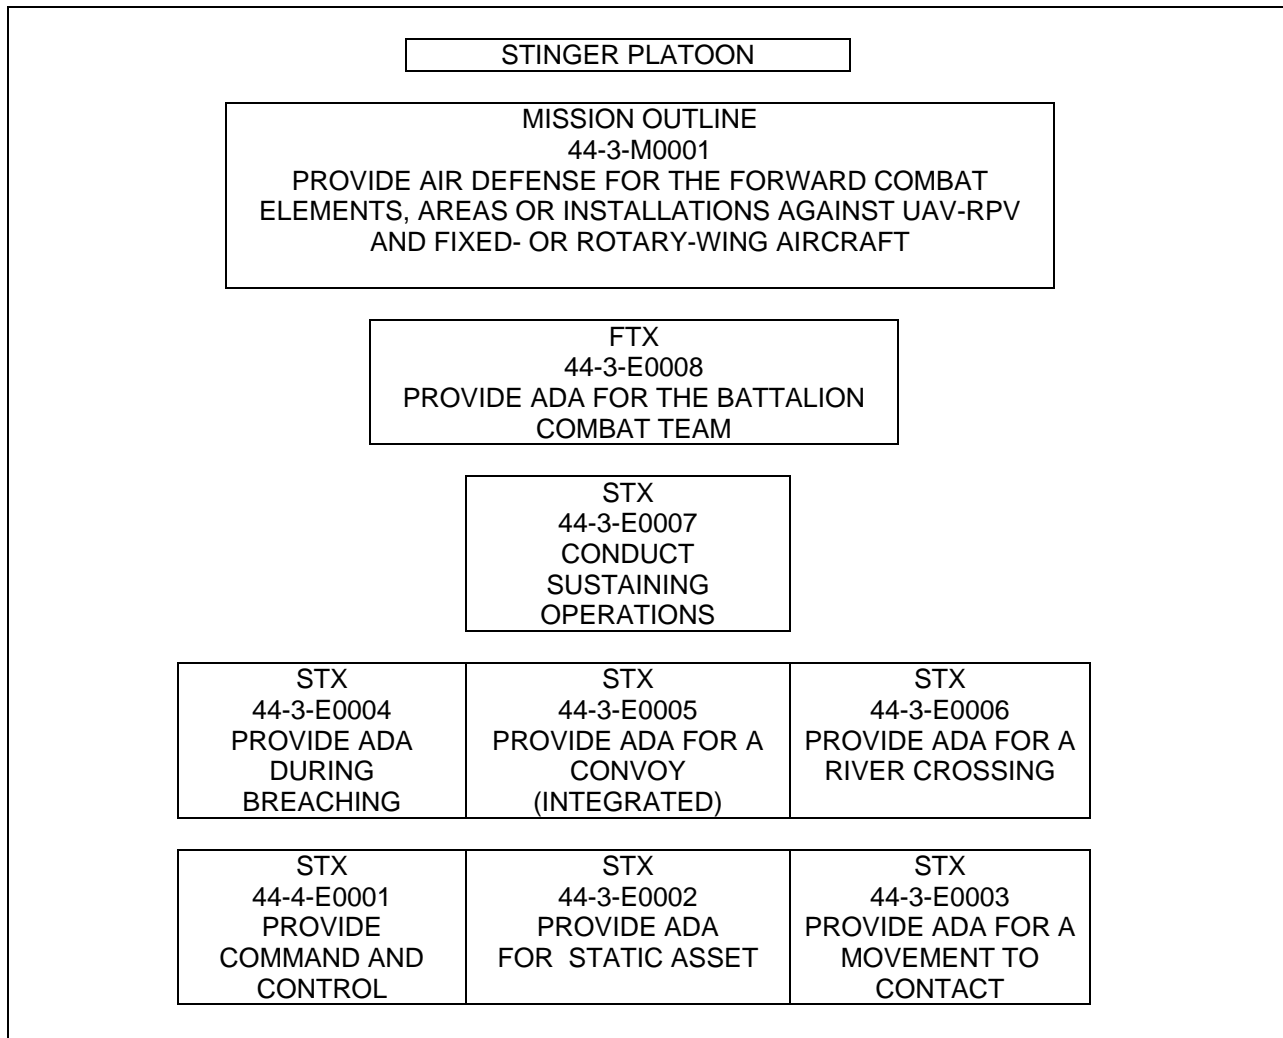 STINGER PLATOON
MISSION OUTLINE
44-3-M0001
PROVIDE AIR DEFENSE FOR THE FORWARD COMBAT
ELEMENTS, AREAS OR INSTALLATIONS AGAINST UAV-RPV
AND FIXED- OR ROTARY-WING AIRCRAFT
FTX
44-3-E0008
PROVIDE ADA FOR THE BATTALION
COMBAT TEAM
STX
44-3-E0007
CONDUCT
SUSTAINING
OPERATIONS
STX
44-3-E0004
PROVIDE ADA
DURING
BREACHING
STX
44-3-E0005
PROVIDE ADA FOR A
CONVOY
(INTEGRATED)
STX
44-3-E0006
PROVIDE ADA FOR A
RIVER CROSSING
STX
44-4-E0001
PROVIDE
COMMAND AND
CONTROL
STX
44-3-E0002
PROVIDE ADA
FOR  STATIC ASSET
STX
44-3-E0003
PROVIDE ADA FOR A
MOVEMENT TO
CONTACT